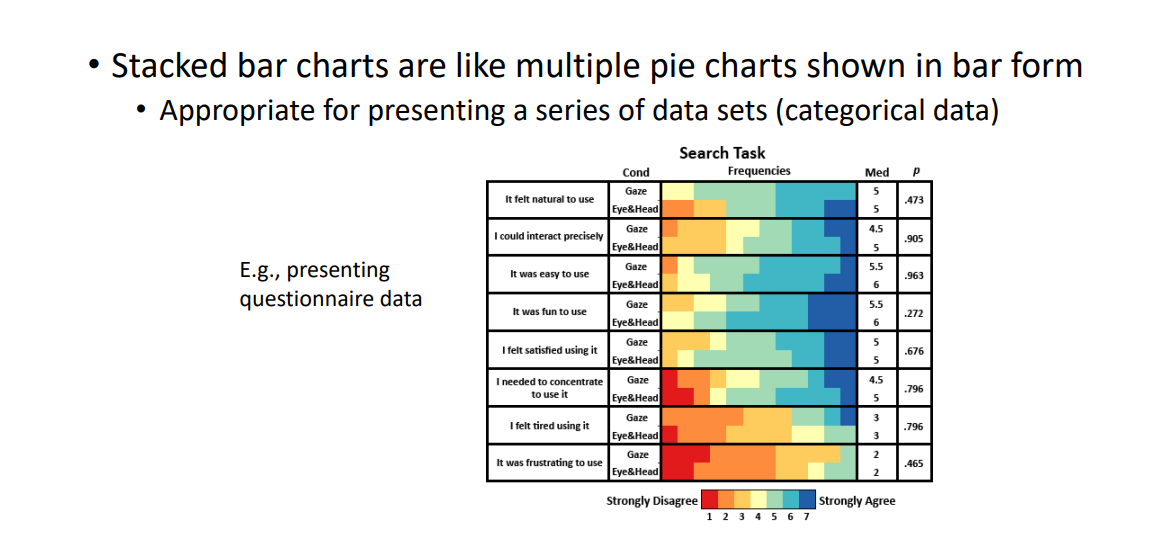 • Stacked bar charts are like multiple pie charts shown in bar form
• Appropriate for presenting a series of data sets (categorical data)
Search Task
Cond Frequencies Med p
It felt natural to use Gaze 5 .473
Eye&Head 5
I could interact precisely Gaze 4.5 .905
Eye&Head 5
It was easy to use Gaze 5.5 .963
Eye&Head 6
It was fun to use Gaze 5.5 .272
Eye&Head 6
I felt satisfied using it Gaze 5 .676
Eye&Head 5
I needed to concentrate Gaze 4.5 .796
to use it Eye&Head 5
I felt tired using it Gaze 3 .796
Eye&Head 3
It was frustrating to use Gaze 2 .465
Eye&Head 2
E.g., presenting
questionnaire data
Strongly Disagree Strongly Agree
1 2 3 4 5 6 7